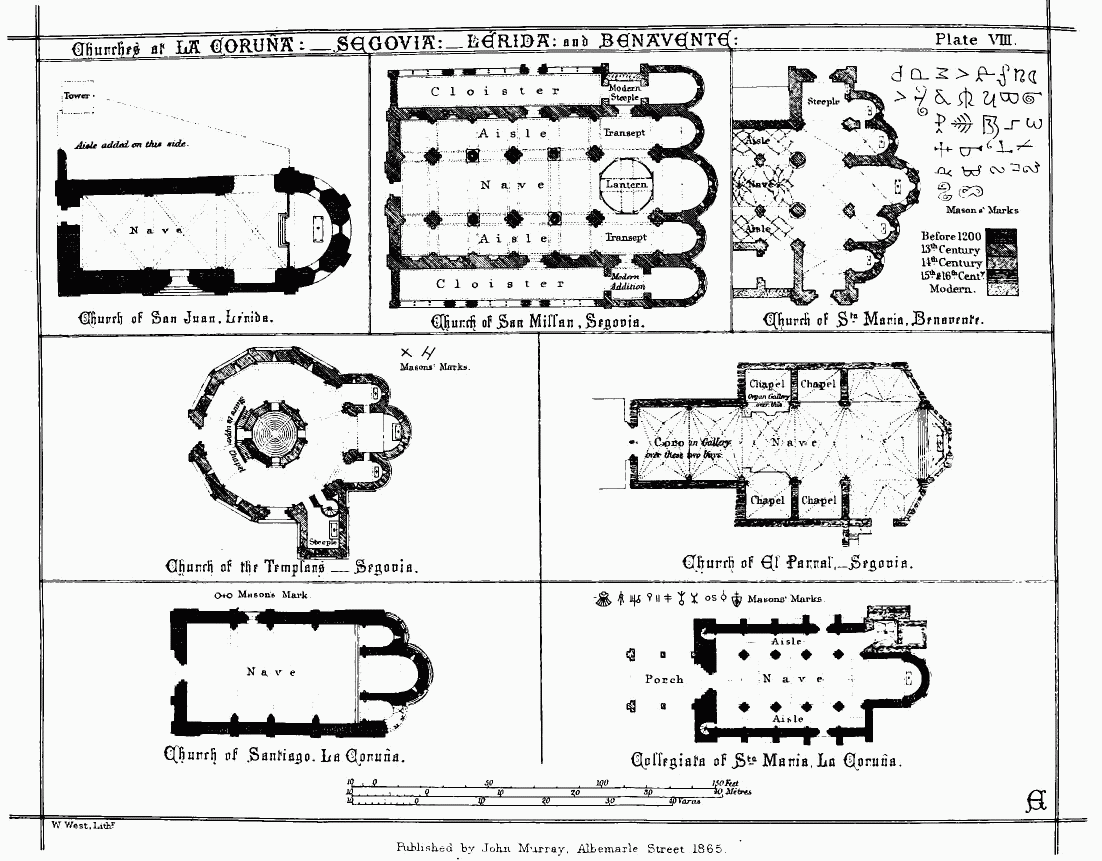 Churches at LA CORUÑA: _ SEGOVIA: _ LÉRIDA: and BENAVENTE:
Plate VIII.
Tower
Aisle added on this side.
Nave
Church of San Juan, Lérida.
Cloister
Modern Steeple
Aisle
Transept
Nave
Lantern
Aisle
Transept
Cloister
Modern Addition
Church of San Millan, Segovia.
Steeple
Aisle
Nave
Aisle
Masons' Marks
Before 1200
13th Century
14th Century
15th & 16th Centy
Modern.
Church of Sta Maria, Benavente.
Masons' Marks.
Stairs to upper Chapel
Steeple
Church of the Templars _ Segovia.
Chapel
Organ Gallery over this
Chapel
Coro in Gallery over these two bays.
Nave
Chapel
Chapel
Church of El Parral, _ Segovia.
Mason's Mark
Nave
Church of Santiago. La Coruña.
Masons' Marks.
Aisle
Porch
Nave
Aisle
Collegiata of Sta Maria, La Coruña.
10 0 50 100 150 Feet
10 0 10 20 30 40 Mètres
10 0 10 20 30 40 Varas
W West, Lithr
Published by John Murray, Albemarle Street 1865.